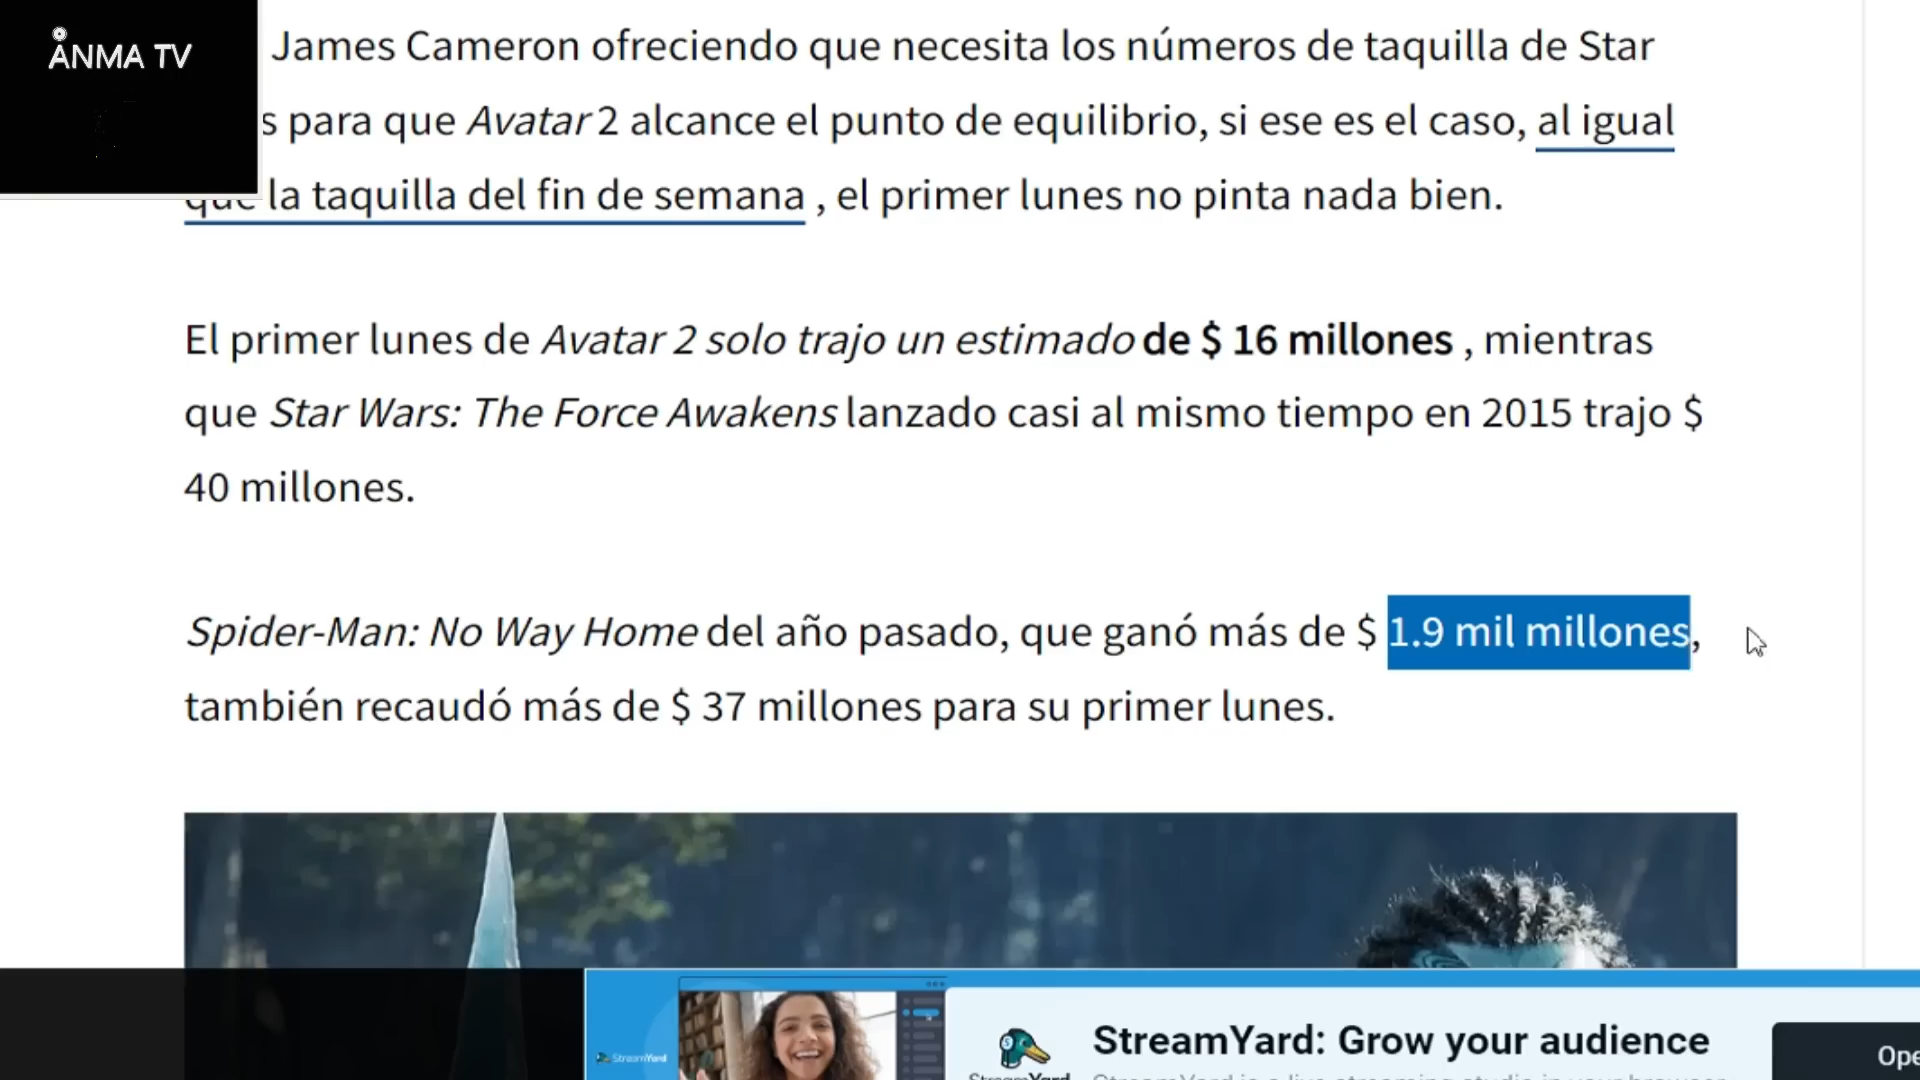 ÅNMA TV
James Cameron ofreciendo que necesita los números de taquilla de Star
s para que Avatar 2 alcance el punto de equilibrio, si ese es el caso, al igual
que la taquilla del fin de semana , el primer lunes no pinta nada bien.
El primer lunes de Avatar 2 solo trajo un estimado de $ 16 millones , mientras
que Star Wars: The Force Awakens lanzado casi al mismo tiempo en 2015 trajo $
40 millones.
Spider-Man: No Way Home del año pasado, que ganó más de $ 1.9 mil millones,
también recaudó más de $ 37 millones para su primer lunes.
StreamYard
StreamYard: Grow your audience
StreamYard
Ope